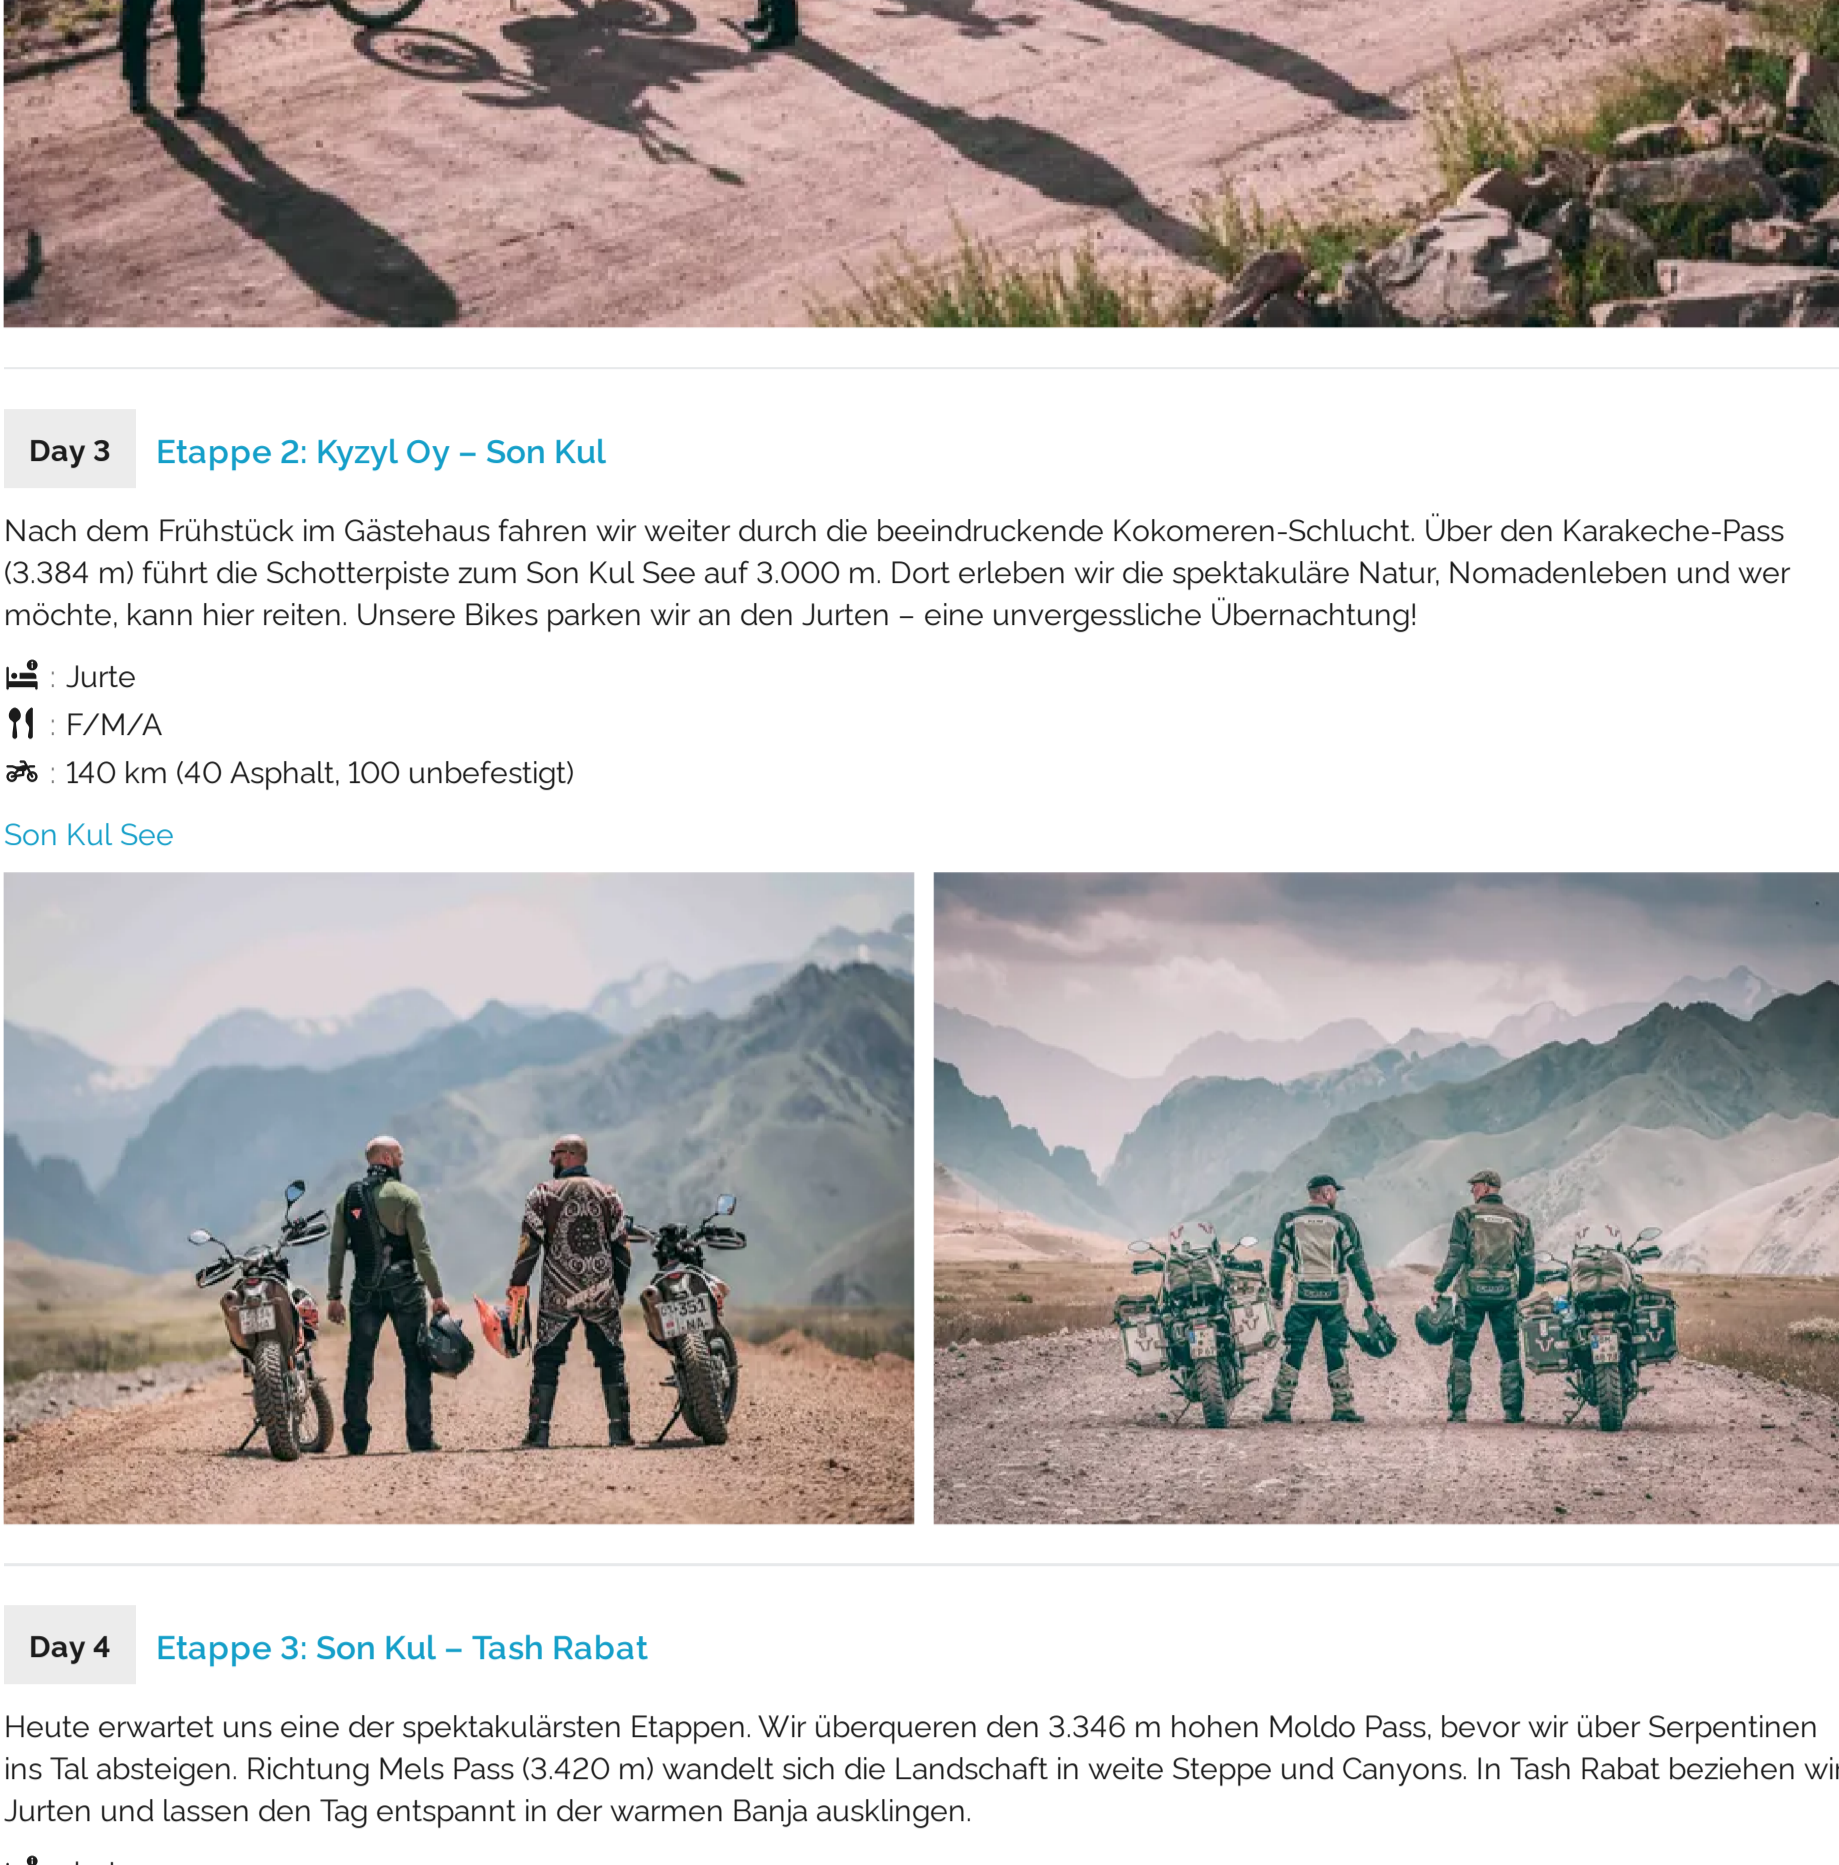 Day 3
Etappe 2: Kyzyl Oy – Son Kul
Nach dem Frühstück im Gästehaus fahren wir weiter durch die beeindruckende Kokomeren-Schlucht. Über den Karakeche-Pass
(3.384 m) führt die Schotterpiste zum Son Kul See auf 3.000 m. Dort erleben wir die spektakuläre Natur, Nomadenleben und wer
möchte, kann hier reiten. Unsere Bikes parken wir an den Jurten – eine unvergessliche Übernachtung!
: Jurte
: F/M/A
: 140 km (40 Asphalt, 100 unbefestigt)
Son Kul See
351
NA
Day 4
Etappe 3: Son Kul – Tash Rabat
Heute erwartet uns eine der spektakulärsten Etappen. Wir überqueren den 3.346 m hohen Moldo Pass, bevor wir über Serpentinen
ins Tal absteigen. Richtung Mels Pass (3.420 m) wandelt sich die Landschaft in weite Steppe und Canyons. In Tash Rabat beziehen wir
Jurten und lassen den Tag entspannt in der warmen Banja ausklingen.